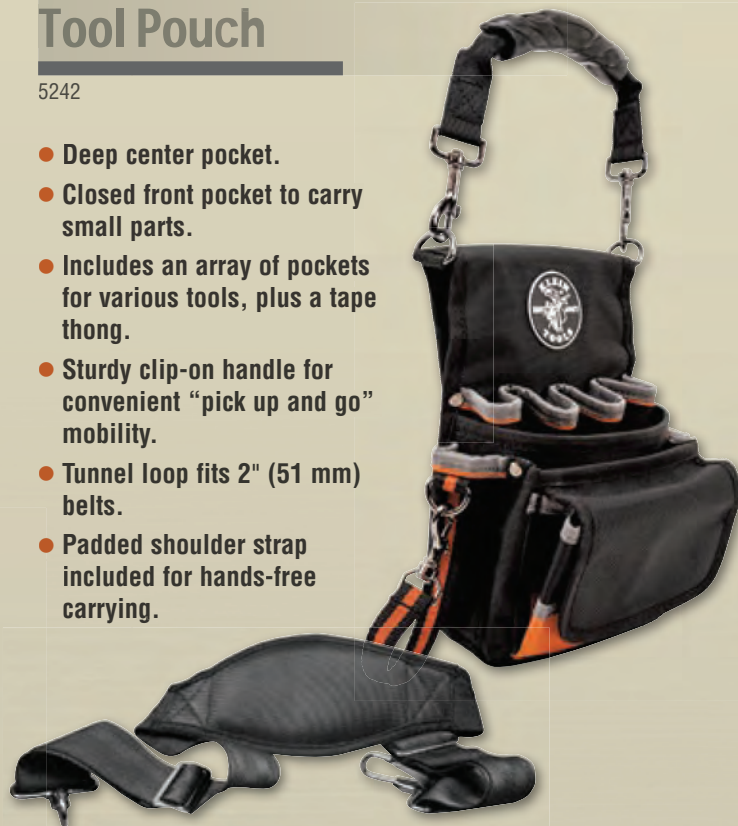 Tool Pouch
5242
● Deep center pocket.
● Closed front pocket to carry
small parts.
● Includes an array of pockets
for various tools, plus a tape
thong.
● Sturdy clip-on handle for
convenient “pick up and go”
mobility.
● Tunnel loop fits 2" (51 mm)
belts.
● Padded shoulder strap
included for hands-free
carrying.
KLEIN
TOOLS